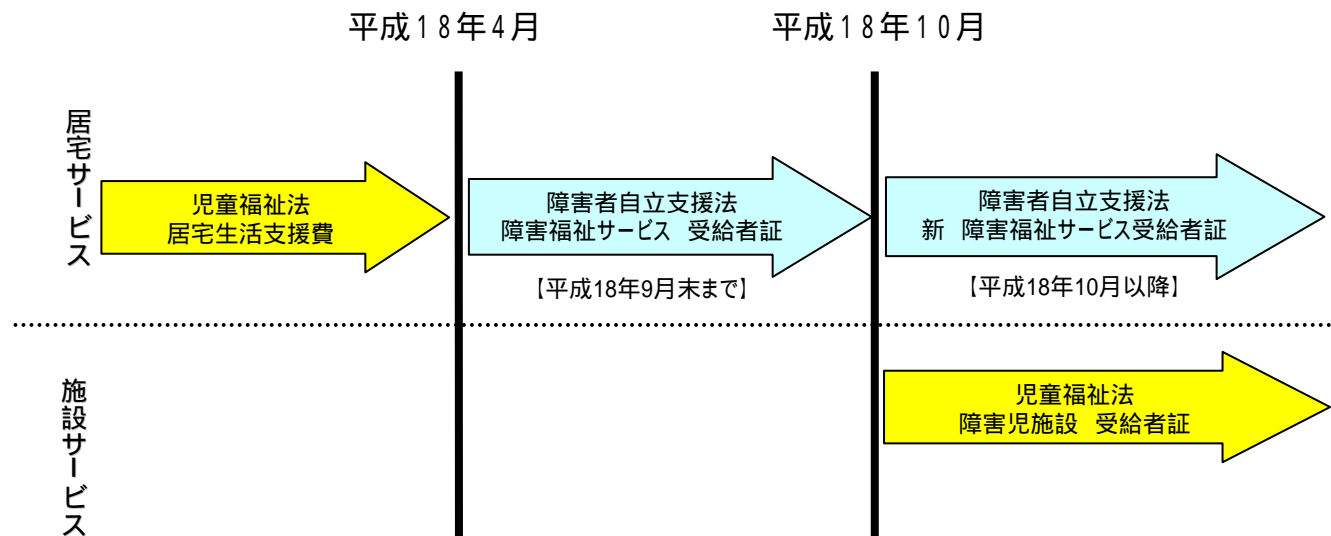 平成18年4月
平成18年10月
居宅サービス
児童福祉法
居宅生活支援費
障害者自立支援法
障害福祉サービス 受給者証
【平成18年9月末まで】
障害者自立支援法
新 障害福祉サービス受給者証
【平成18年10月以降】
施設サービス
児童福祉法
障害児施設 受給者証